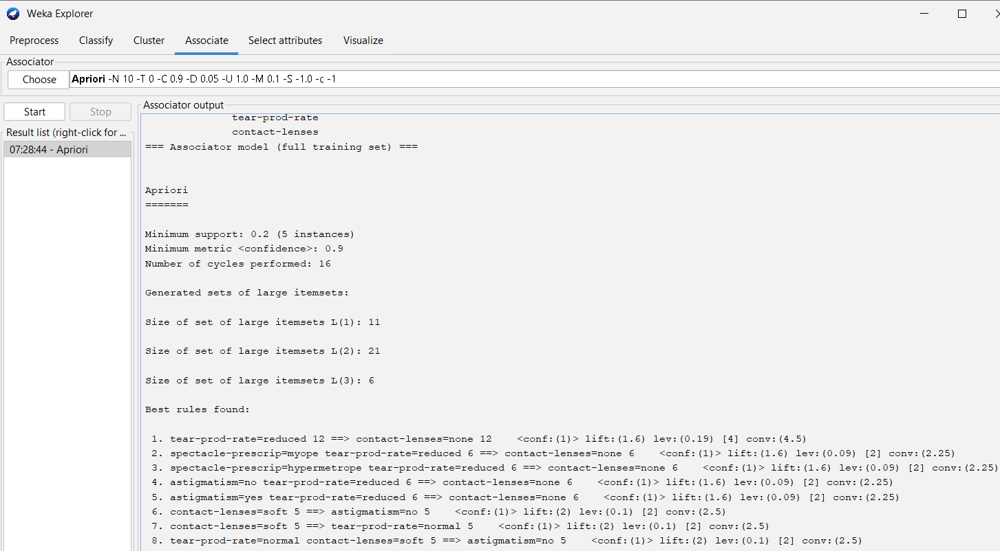 Weka Explorer
Preprocess Classify Cluster Associate Select attributes Visualize
Associator
Choose Apriori -N 10 -T 0 -C 0.9 -D 0.05 -U 1.0 -M 0.1 -S -1.0 -c -1
Start Stop
Result list (right-click for ...
07:28:44 - Apriori
Associator output
tear-prod-rate
contact-lenses
=== Associator model (full training set) ===
Apriori
=======
Minimum support: 0.2 (5 instances)
Minimum metric <confidence>: 0.9
Number of cycles performed: 16
Generated sets of large itemsets:
Size of set of large itemsets L(1): 11
Size of set of large itemsets L(2): 21
Size of set of large itemsets L(3): 6
Best rules found:
1. tear-prod-rate=reduced 12 ==> contact-lenses=none 12 <conf:(1)> lift:(1.6) lev:(0.19) [4] conv:(4.5)
2. spectacle-prescrip=myope tear-prod-rate=reduced 6 ==> contact-lenses=none 6 <conf:(1)> lift:(1.6) lev:(0.09) [2] conv:(2.25)
3. spectacle-prescrip=hypermetrope tear-prod-rate=reduced 6 ==> contact-lenses=none 6 <conf:(1)> lift:(1.6) lev:(0.09) [2] conv:(2.25)
4. astigmatism=no tear-prod-rate=reduced 6 ==> contact-lenses=none 6 <conf:(1)> lift:(1.6) lev:(0.09) [2] conv:(2.25)
5. astigmatism=yes tear-prod-rate=reduced 6 ==> contact-lenses=none 6 <conf:(1)> lift:(1.6) lev:(0.09) [2] conv:(2.25)
6. contact-lenses=soft 5 ==> astigmatism=no 5 <conf:(1)> lift:(2) lev:(0.1) [2] conv:(2.5)
7. contact-lenses=soft 5 ==> tear-prod-rate=normal 5 <conf:(1)> lift:(2) lev:(0.1) [2] conv:(2.5)
8. tear-prod-rate=normal contact-lenses=soft 5 ==> astigmatism=no 5 <conf:(1)> lift:(2) lev:(0.1) [2] conv:(2.5)